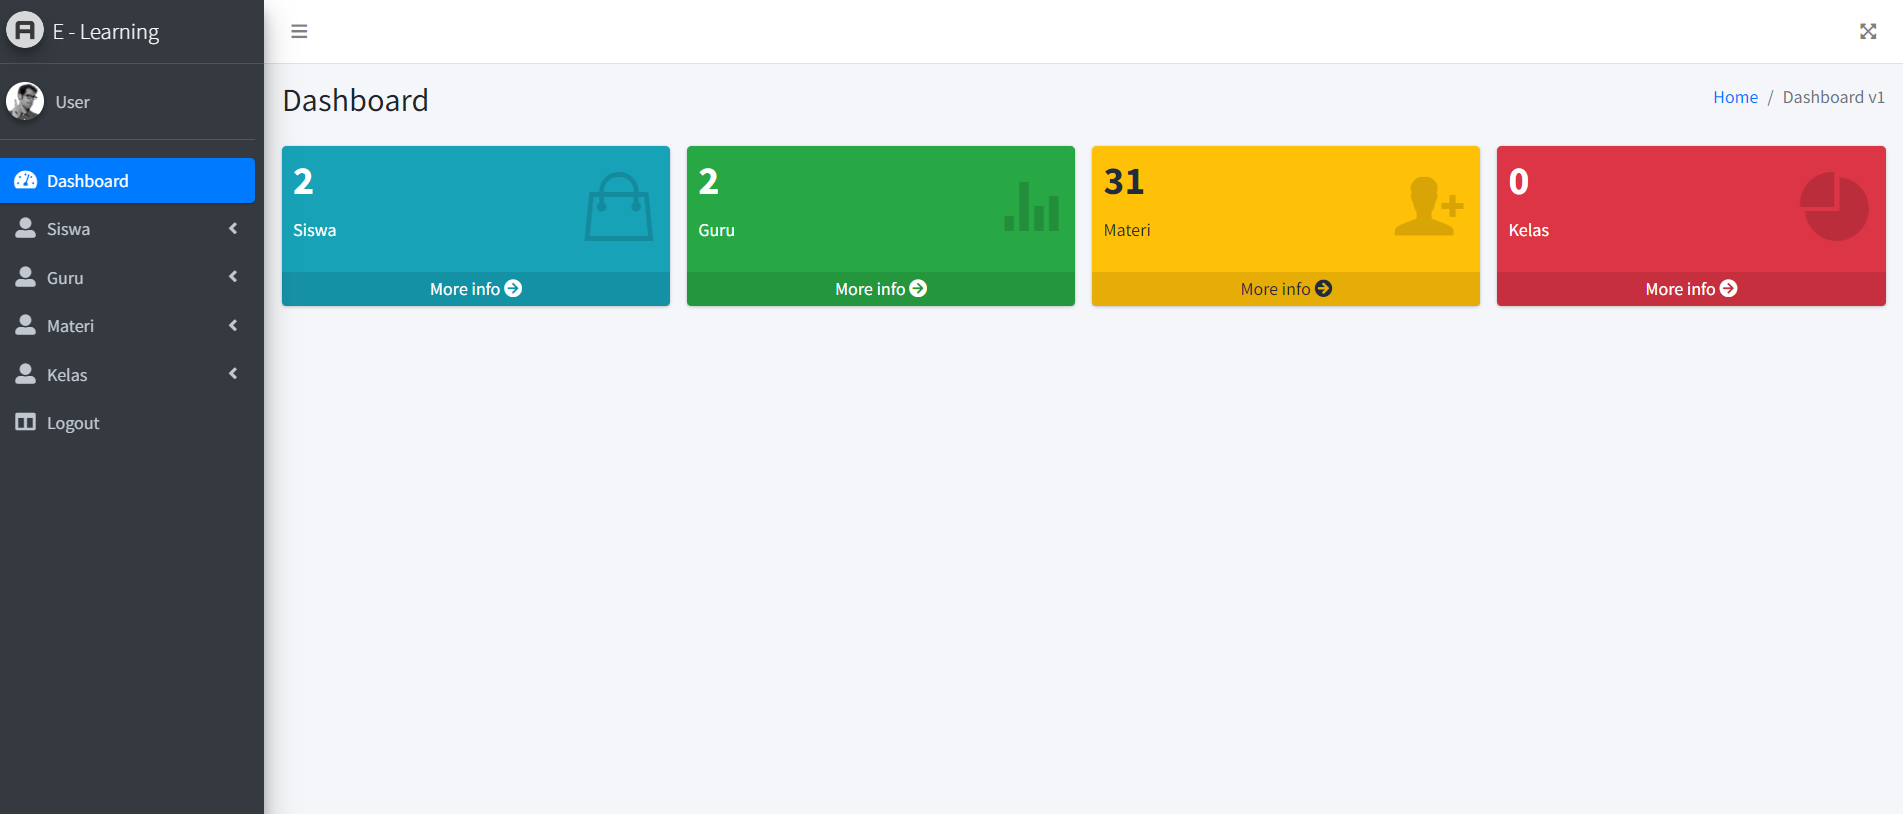 E - Learning
User
Dashboard
Siswa
Guru
Materi
Kelas
Logout
Dashboard
Home / Dashboard v1
2
Siswa
More info
2
Guru
More info
31
Materi
More info
0
Kelas
More info